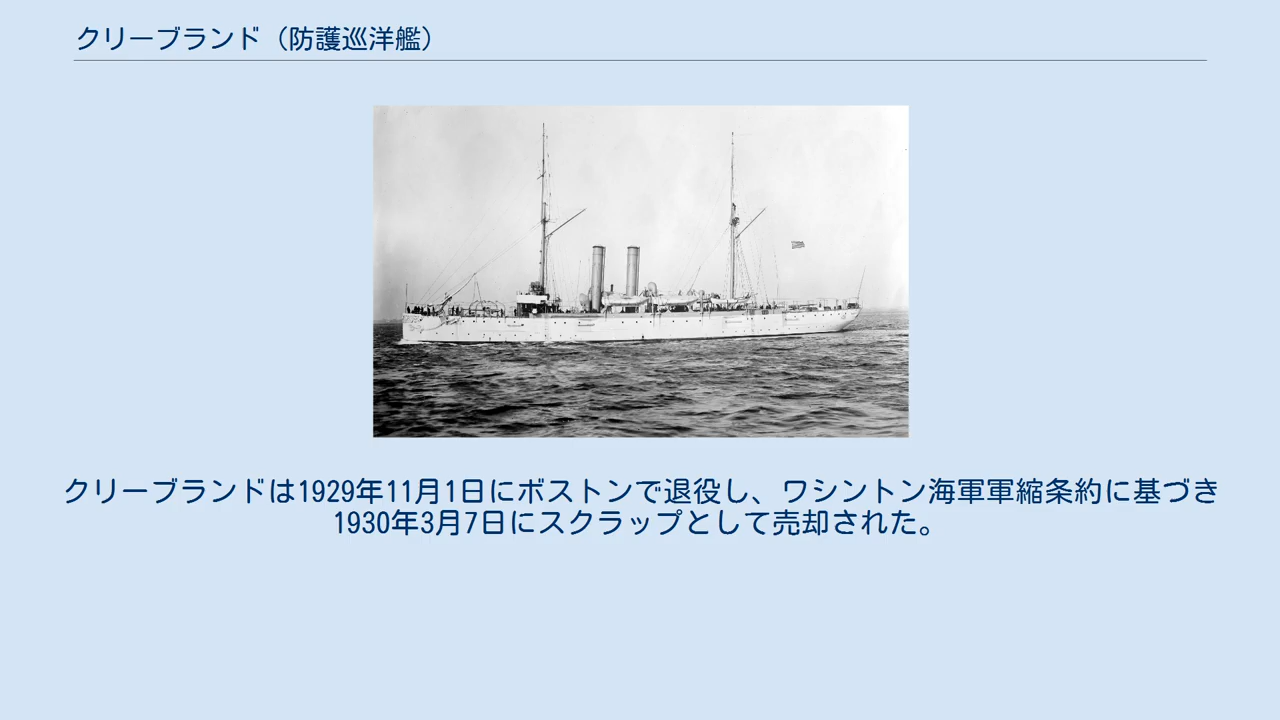 クリーブランド（防護巡洋艦）
クリーブランドは1929年11月1日にボストンで退役し、ワシントン海軍軍縮条約に基づき
1930年3月7日にスクラップとして売却された。